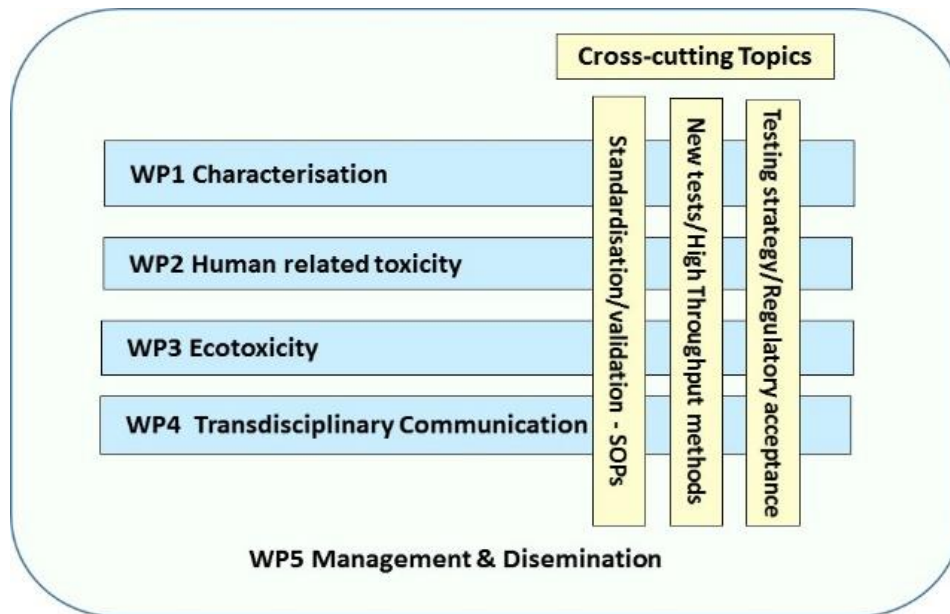 Cross-cutting Topics
WP1 Characterisation
WP2 Human related toxicity
WP3 Ecotoxicity
WP4 Transdisciplinary Communication
Standardisation/validation - SOPs
New tests/High Throughput methods
Testing strategy/Regulatory acceptance
WP5 Management & Disemination